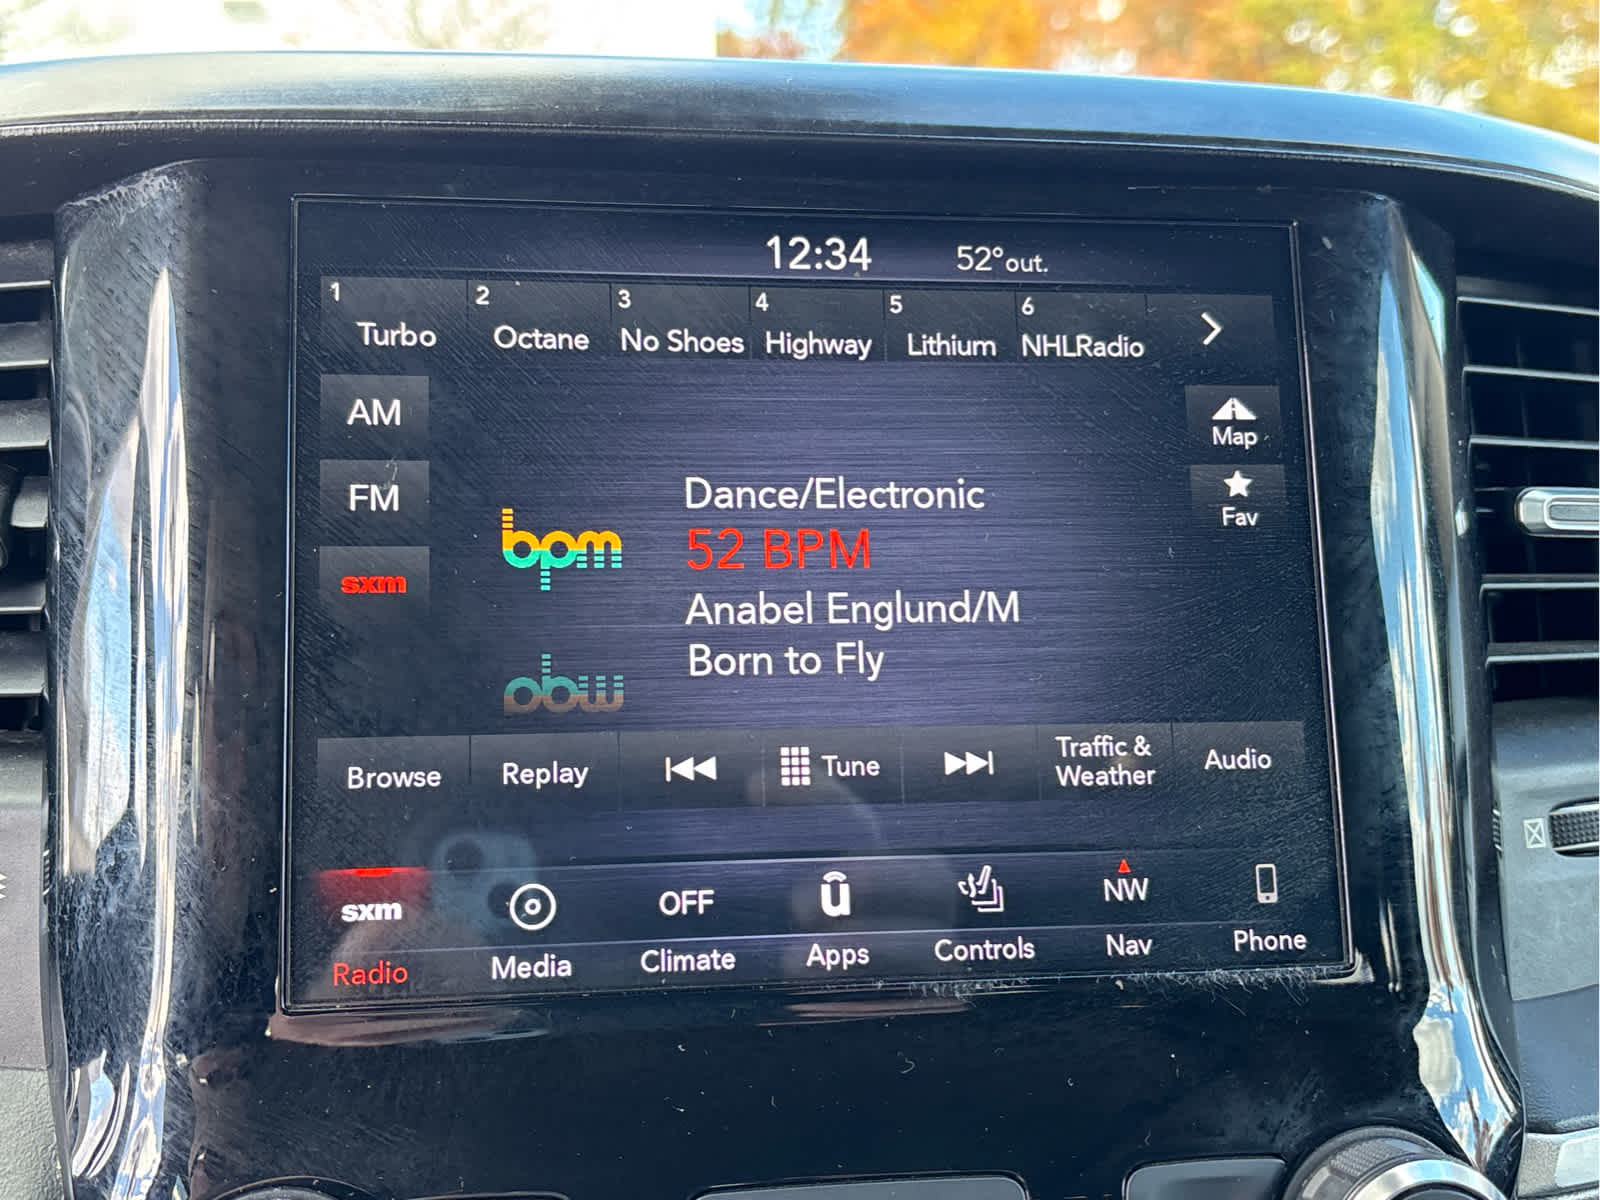 12:34 52°out.
1 2 3 4 5 6
Turbo Octane No Shoes Highway Lithium NHLRadio
AM
Map
FM
Dance/Electronic
Fav
bpm
52 BPM
sxm
Anabel Englund/M
Born to Fly
Browse Replay Tune Traffic & Weather Audio
sxm OFF NW
Radio Media Climate Apps Controls Nav Phone